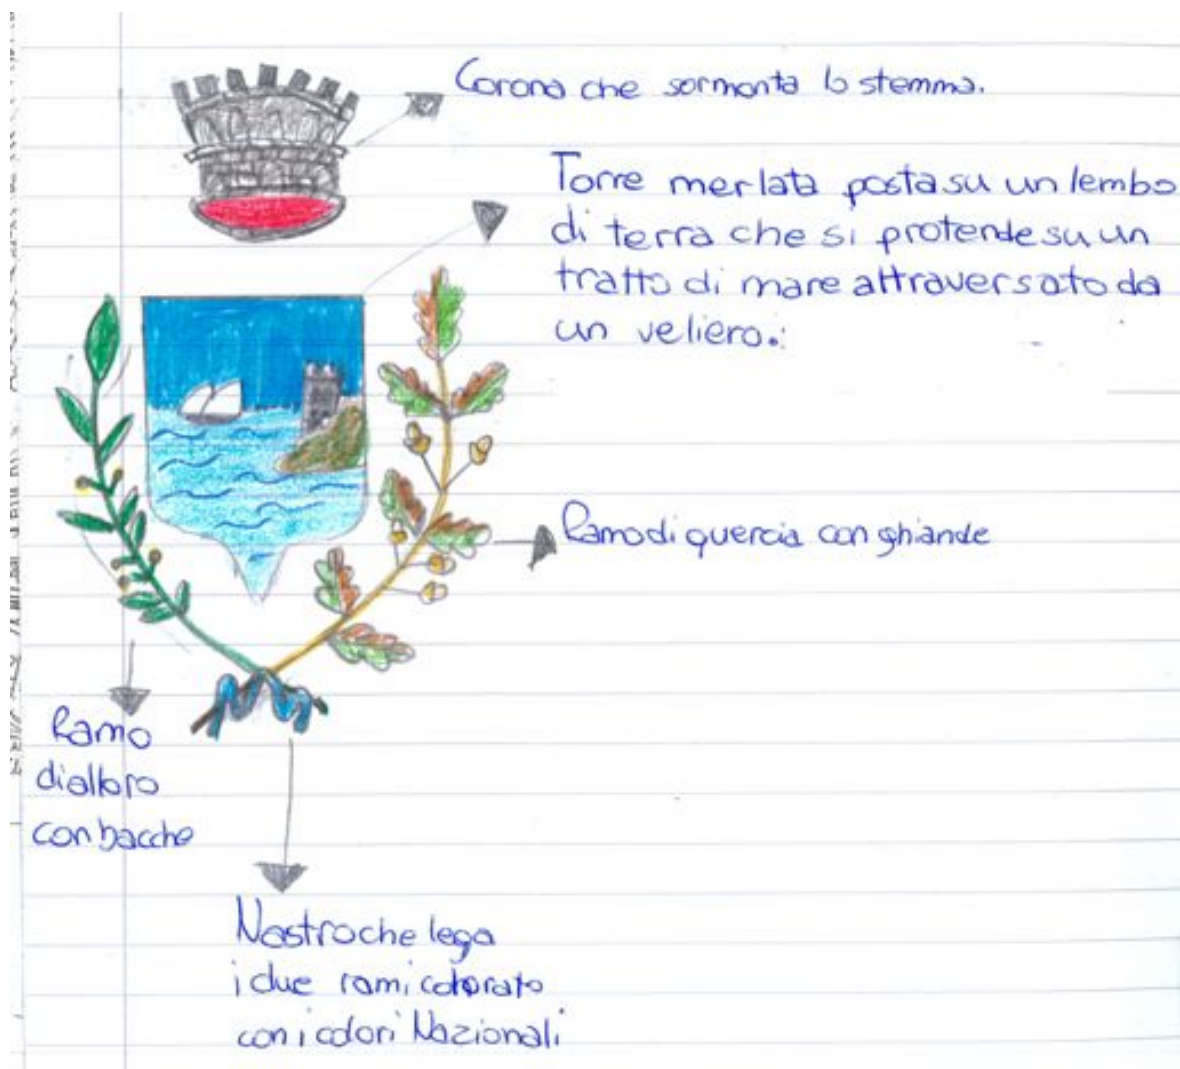 Corona che sormonta lo stemma.
Torre merlata posta su un lembo
di terra che si protende su un
tratto di mare attraversato da
un veliero.
Ramo di quercia con ghiande
Ramo
di alloro
con bacche
Nastro che lega
i due rami colorato
con i colori Nazionali